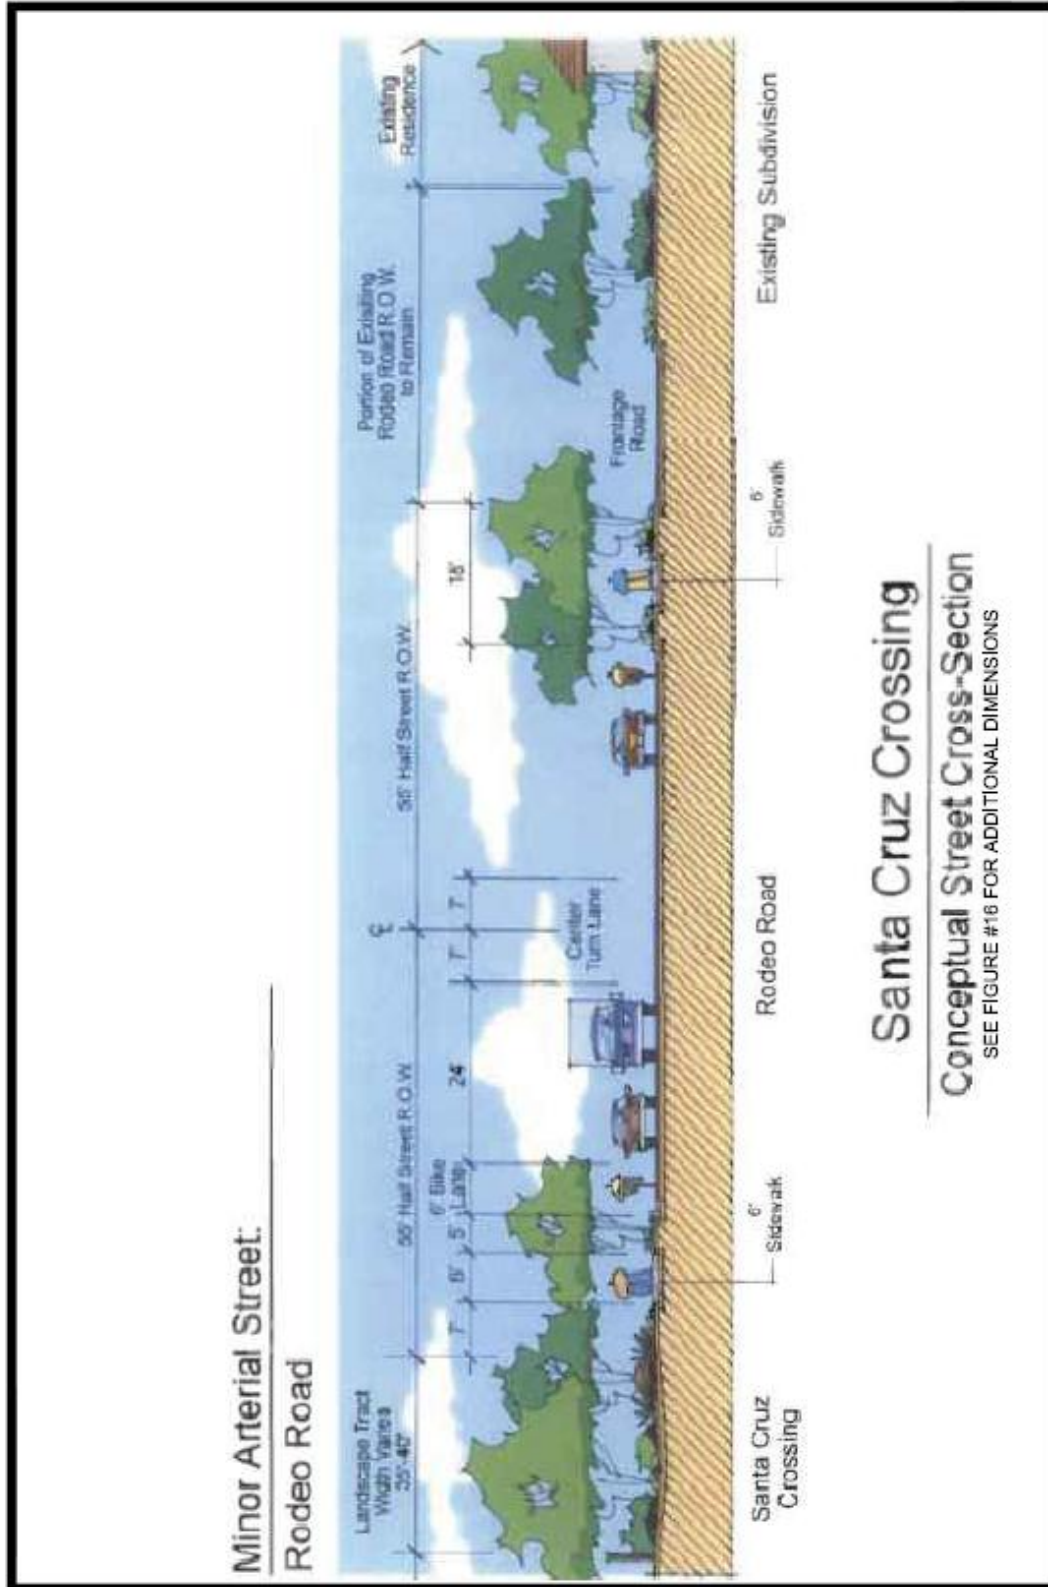 Minor Arterial Street:
Rodeo Road
Landscape Tract
Width Varies
35'-40'
55' Half Street R.O.W.
55' Half Street R.O.W.
Portion of Existing
Rodeo Road R.O.W.
to Remain
Existing
Residence
7'
6'
5'
6' Bike
Lane
24'
7'
7'
18'
Center
Turn Lane
Frontage
Road
Santa Cruz
Crossing
6'
Sidewalk
Rodeo Road
6'
Sidewalk
Existing Subdivision
Santa Cruz Crossing
Conceptual Street Cross-Section
SEE FIGURE #16 FOR ADDITIONAL DIMENSIONS